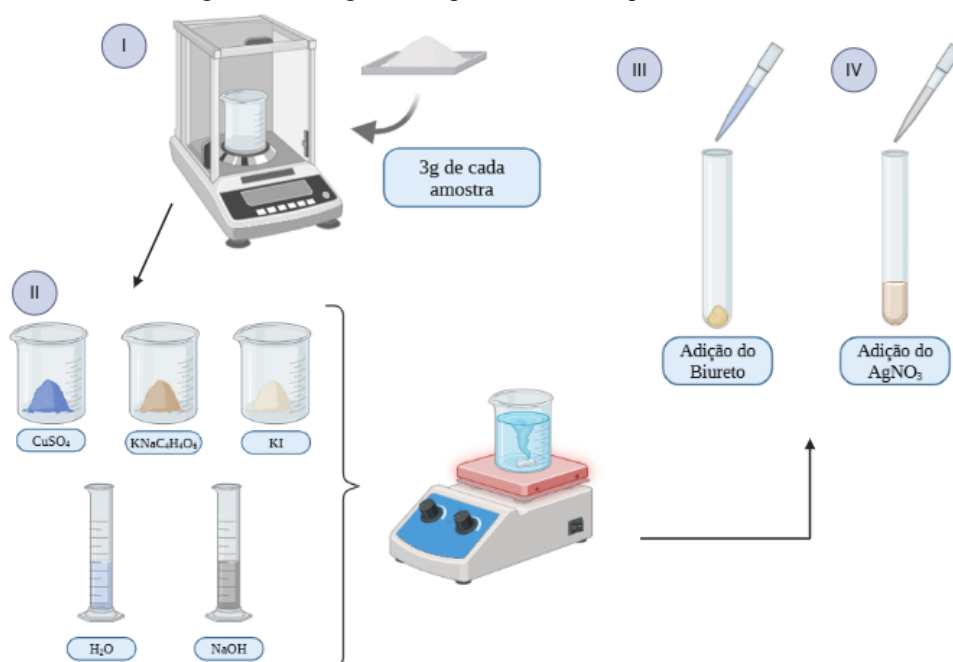 I
3g de cada
amostra
II
CuSO₄
KNaC₄H₄O₆
KI
H₂O
NaOH
III
Adição do
Biureto
IV
Adição do
AgNO₃